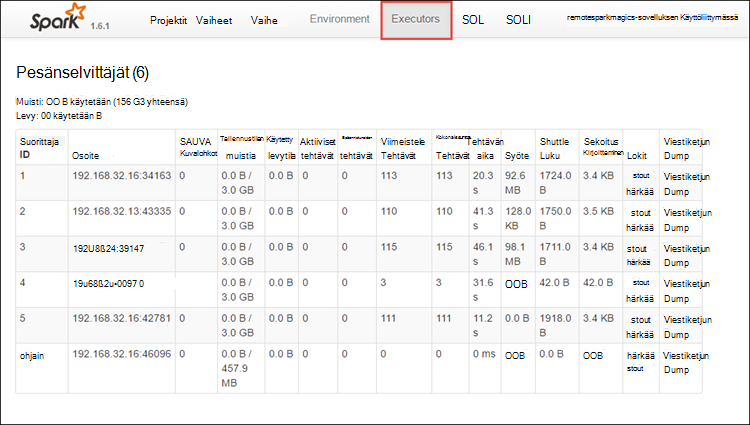 Spark 1.6.1 Projektit Vaiheet Vaihe Environment Executors SOL SOLI remotesparkmagics-sovelluksen Käyttöliittymässä
Pesänselvittäjät (6)
Muisti: OO B käytetään (156 G3 yhteensä)
Levy: 00 käytetään B
Suorittaja ID Osoite SAUVA Kuvalohkot Tallennustilan muistia Käytetty levytila Aktiiviset tehtävät tehtävät Viimeistele Tehtävät Tehtävät Tehtävän aika Syöte Shuttle Luku Sekoitus Kirjoittaminen Lokit Viestiketjun Dump
1 192.168.32.16:34163 0 0.0 B / 3.0 GB 0.0 B 0 0 113 113 20.3 s 92.6 MB 1724.0 B 3.4 KB stout härkää Viestiketjun Dump
2 192.168.32.13:43335 0 0.0 B / 3.0 GB 0.0 B 0 0 110 110 41.3 s 128.0 KB 1750.0 B 3.5 KB stout härkää Viestiketjun Dump
3 192U8ß24:39147 0 0.0 B / 3.0 GB 0.0 B 0 0 115 115 46.1 s 98.1 MB 1711.0 B 3.4 KB stout härkää Viestiketjun Dump
4 19u68ß2u•0097 0 0 0.0 B / 3.0 GB 0.0 B 0 0 3 3 31.6 s OOB 42.0 B 42.0 B stout härkää Viestiketjun Dump
5 192.168.32.16:42781 0 0.0 B / 3.0 GB 0.0 B 0 0 111 111 11.2 s 0.0 B 1918.0 B 3.4 KB stout härkää Viestiketjun Dump
ohjain 192.168.32.16:46096 0 0.0 B / 457.9 MB 0.0 B 0 0 0 0 0 ms OOB 0.0 B OOB härkää stout Viestiketjun Dump